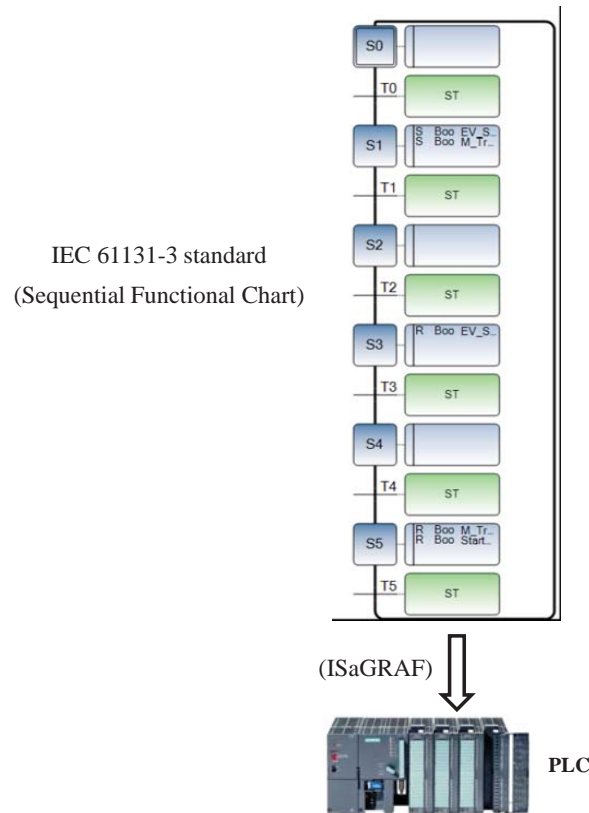 S0
T0
ST
S1
S Boo EV_S...
S Boo M_Tr...
T1
ST
IEC 61131-3 standard
(Sequential Functional Chart)
S2
T2
ST
S3
R Boo EV_S...
T3
ST
S4
T4
ST
S5
R Boo M_Tr...
R Boo Start...
T5
ST
(ISaGRAF)
PLC